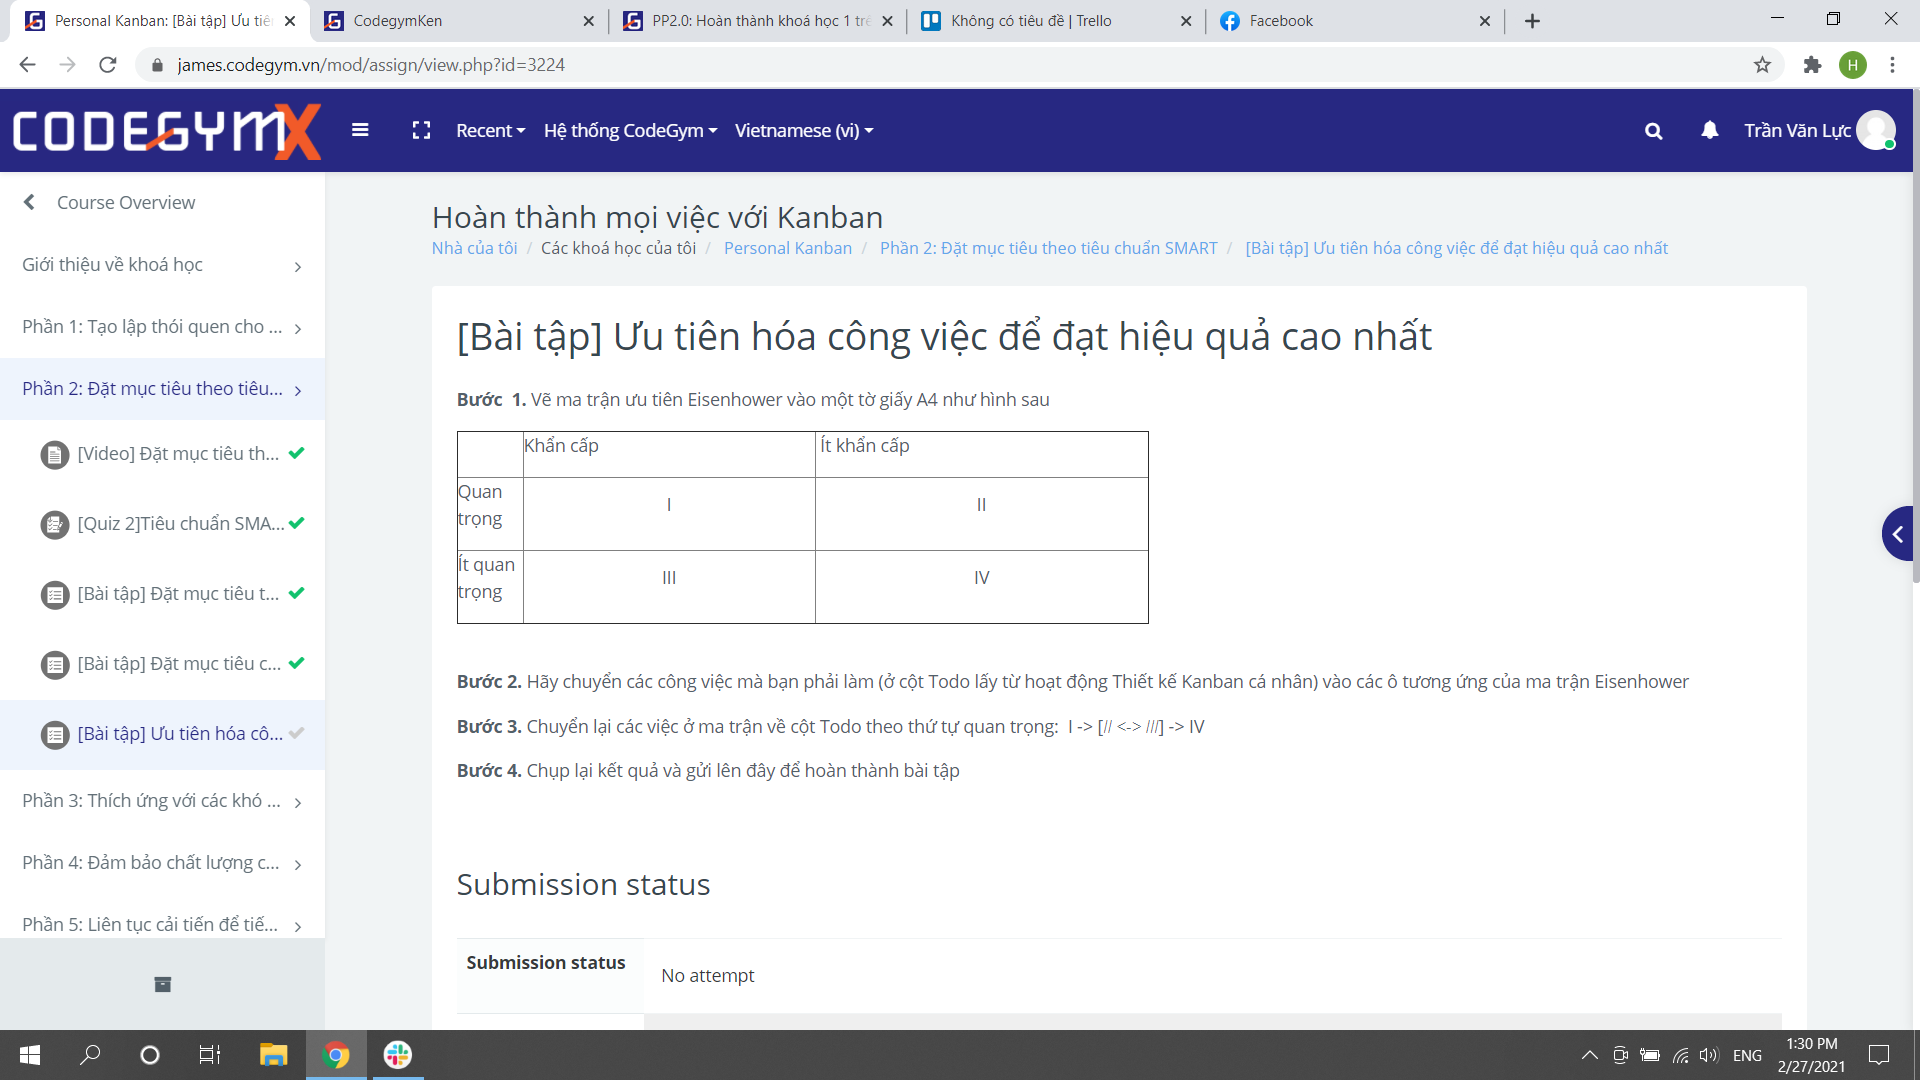 Personal Kanban: [Bài tập] Ưu tiê
CodegymKen
PP2.0: Hoàn thành khoá học 1 trê
Không có tiêu đề | Trello
Facebook
james.codegym.vn/mod/assign/view.php?id=3224
H
CODEGYMX
Recent
Hệ thống CodeGym
Vietnamese (vi)
Trần Văn Lực
Course Overview
Giới thiệu về khoá học
Phần 1: Tạo lập thói quen cho ...
Phần 2: Đặt mục tiêu theo tiêu...
[Video] Đặt mục tiêu th...
[Quiz 2]Tiêu chuẩn SMA...
[Bài tập] Đặt mục tiêu t...
[Bài tập] Đặt mục tiêu c...
[Bài tập] Ưu tiên hóa cô...
Phần 3: Thích ứng với các khó ...
Phần 4: Đảm bảo chất lượng c...
Phần 5: Liên tục cải tiến để tiế...
Hoàn thành mọi việc với Kanban
Nhà của tôi / Các khoá học của tôi / Personal Kanban / Phần 2: Đặt mục tiêu theo tiêu chuẩn SMART / [Bài tập] Ưu tiên hóa công việc để đạt hiệu quả cao nhất
[Bài tập] Ưu tiên hóa công việc để đạt hiệu quả cao nhất
Bước 1. Vẽ ma trận ưu tiên Eisenhower vào một tờ giấy A4 như hình sau
Khẩn cấp
Ít khẩn cấp
Quan
trọng
I
II
Ít quan
trọng
III
IV
Bước 2. Hãy chuyển các công việc mà bạn phải làm (ở cột Todo lấy từ hoạt động Thiết kế Kanban cá nhân) vào các ô tương ứng của ma trận Eisenhower
Bước 3. Chuyển lại các việc ở ma trận về cột Todo theo thứ tự quan trọng: I -> [II <-> III] -> IV
Bước 4. Chụp lại kết quả và gửi lên đây để hoàn thành bài tập
Submission status
Submission status
No attempt
ENG
1:30 PM
2/27/2021